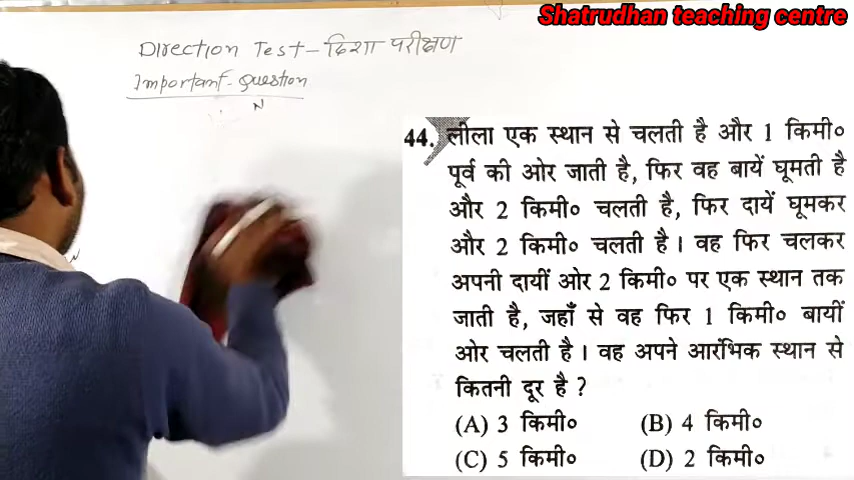 Shatrudhan teaching centre
Direction Test - दिशा परीक्षण
Important - Question
N
44. लीला एक स्थान से चलती है और 1 किमी०
पूर्व की ओर जाती है, फिर वह बायें घूमती है
और 2 किमी० चलती है, फिर दायें घूमकर
और 2 किमी० चलती है। वह फिर चलकर
अपनी दायीं ओर 2 किमी० पर एक स्थान तक
जाती है, जहाँ से वह फिर 1 किमी० बायीं
ओर चलती है। वह अपने आरंभिक स्थान से
कितनी दूर है ?
(A) 3 किमी० (B) 4 किमी०
(C) 5 किमी० (D) 2 किमी०